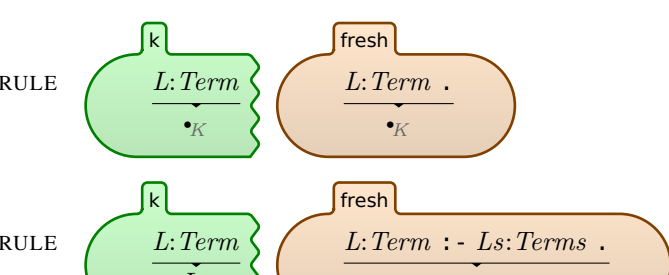 k fresh
RULE L:Term L:Term .
•K •K
k fresh
RULE L:Term L:Term :- Ls:Terms .